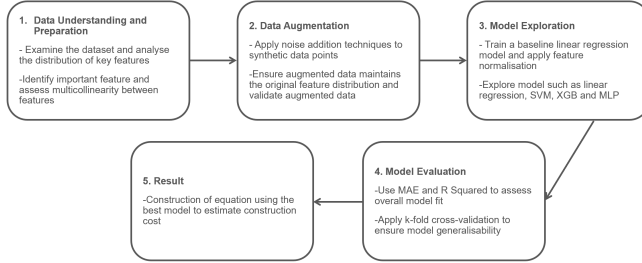 1. Data Understanding and
Preparation
- Examine the dataset and analyse
the distribution of key features
-Identify important feature and
assess multicollinearity between
features
2. Data Augmentation
- Apply noise addition techniques to
synthetic data points
-Ensure augmented data maintains
the original feature distribution and
validate augmented data
3. Model Exploration
- Train a baseline linear regression
model and apply feature
normalisation
-Explore model such as linear
regression, SVM, XGB and MLP
4. Model Evaluation
-Use MAE and R Squared to assess
overall model fit
-Apply k-fold cross-validation to
ensure model generalisability
5. Result
-Construction of equation using the
best model to estimate construction
cost